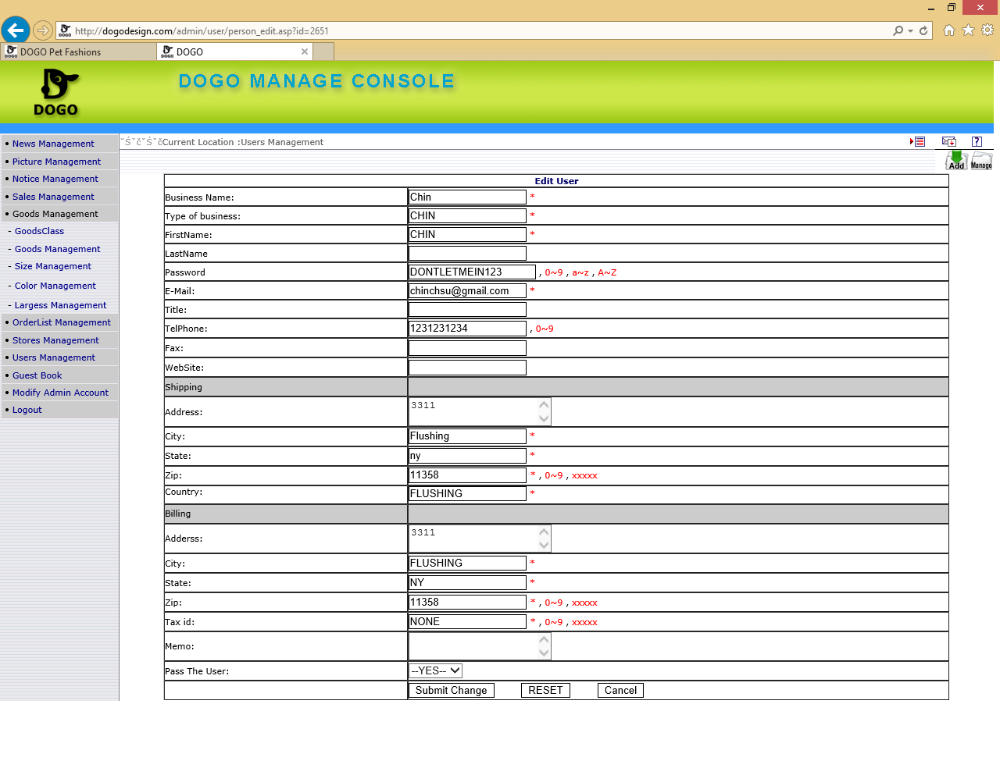 http://dogodesign.com/admin/user/person_edit.asp?id=2651
DOGO Pet Fashions
DOGO
DOGO
DOGO MANAGE CONSOLE
• News Management
• Picture Management
• Notice Management
• Sales Management
• Goods Management
- GoodsClass
- Goods Management
- Size Management
- Color Management
- Largess Management
• OrderList Management
• Stores Management
• Users Management
• Guest Book
• Modify Admin Account
• Logout
ˇŠˇčˇŠˇčCurrent Location :Users Management
Add
Manage
Edit User
Business Name: Chin *
Type of business: CHIN *
FirstName: CHIN *
LastName
Password DONTLETMEIN123 , 0~9 , a~z , A~Z
E-Mail: chinchsu@gmail.com *
Title:
TelPhone: 1231231234 , 0~9
Fax:
WebSite:
Shipping
Address: 3311
City: Flushing *
State: ny *
Zip: 11358 * , 0~9 , xxxxx
Country: FLUSHING *
Billing
Adderss: 3311
City: FLUSHING *
State: NY *
Zip: 11358 * , 0~9 , xxxxx
Tax id: NONE * , 0~9 , xxxxx
Memo:
Pass The User: --YES--
Submit Change RESET Cancel